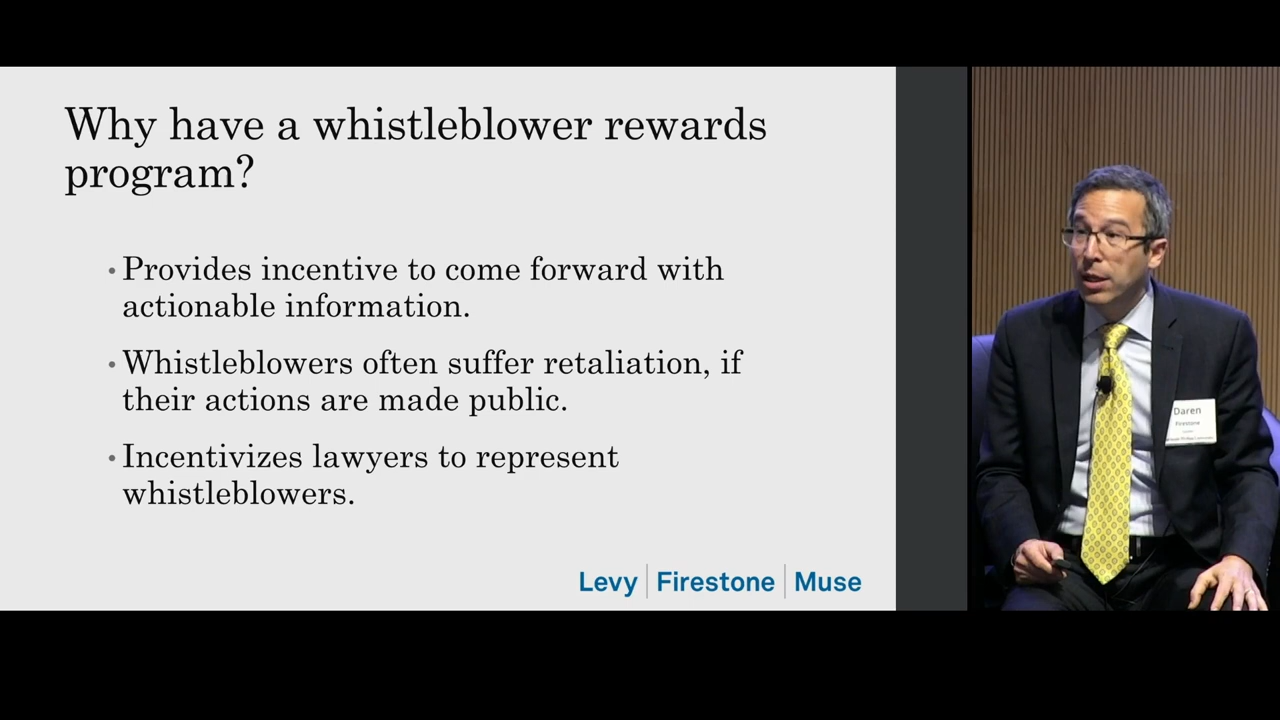 Why have a whistleblower rewards
program?
• Provides incentive to come forward with
actionable information.
• Whistleblowers often suffer retaliation, if
their actions are made public.
• Incentivizes lawyers to represent
whistleblowers.
Levy | Firestone | Muse
Daren
Firestone